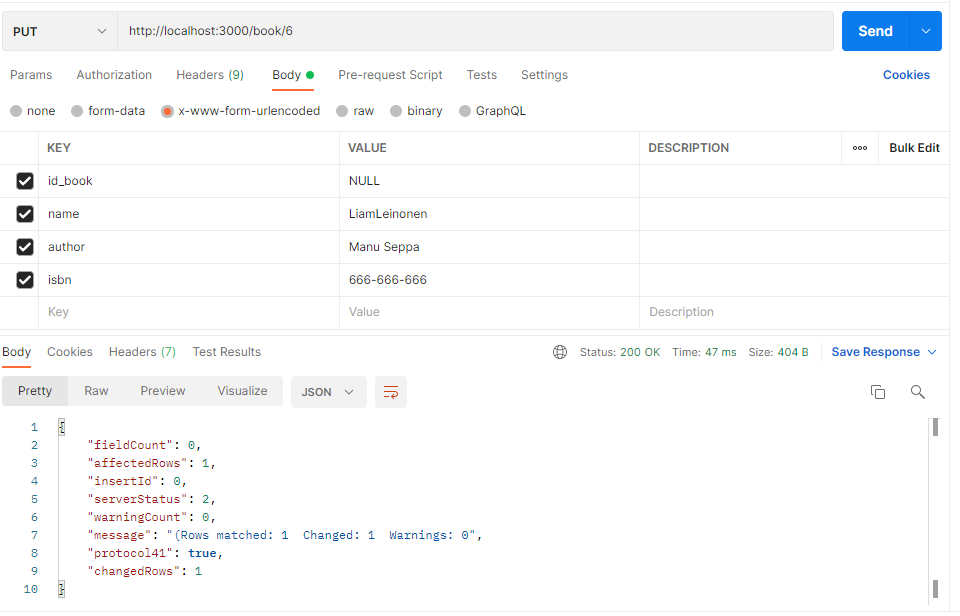 PUT http://localhost:3000/book/6 Send
Params Authorization Headers (9) Body Pre-request Script Tests Settings Cookies
none form-data x-www-form-urlencoded raw binary GraphQL
KEY VALUE DESCRIPTION Bulk Edit
id_book NULL
name LiamLeinonen
author Manu Seppa
isbn 666-666-666
Key Value Description
Body Cookies Headers (7) Test Results Status: 200 OK Time: 47 ms Size: 404 B Save Response
Pretty Raw Preview Visualize JSON
1 {
2 "fieldCount": 0,
3 "affectedRows": 1,
4 "insertId": 0,
5 "serverStatus": 2,
6 "warningCount": 0,
7 "message": "(Rows matched: 1  Changed: 1  Warnings: 0",
8 "protocol41": true,
9 "changedRows": 1
10 }